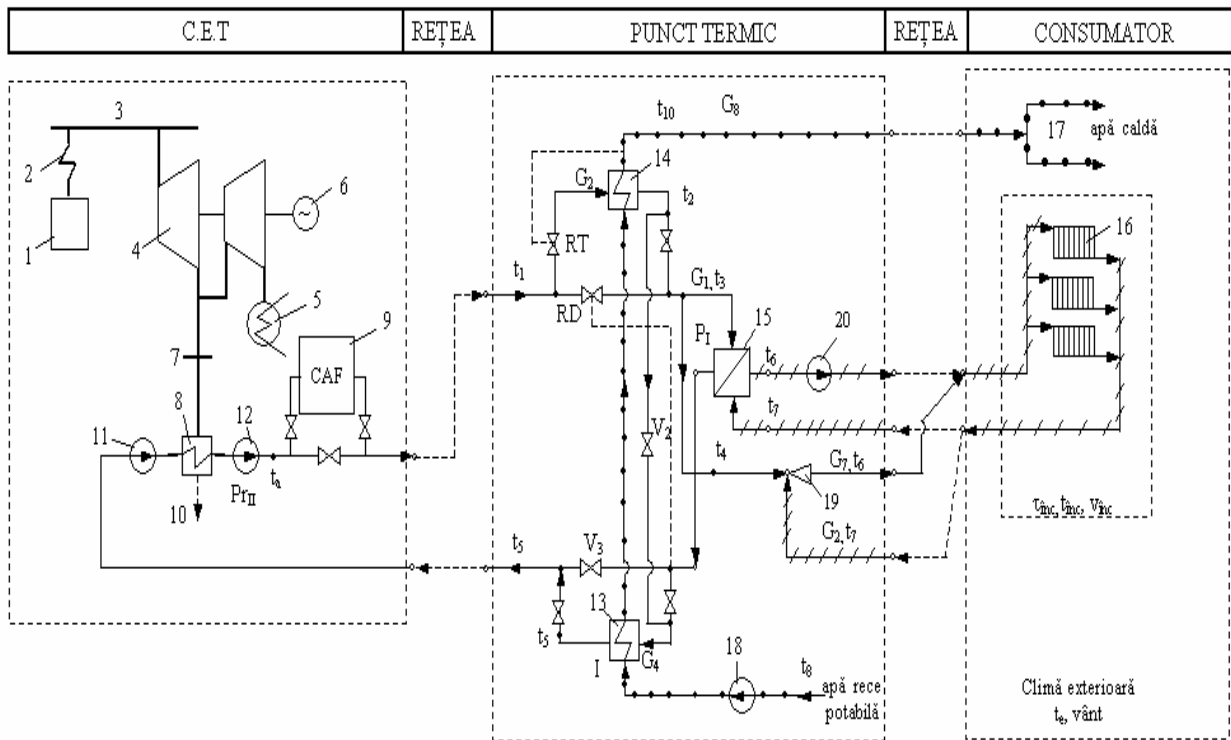 C.E.T
REȚEA
PUNCT TERMIC
REȚEA
CONSUMATOR
3
2
1
4
6
5
7
9
CAF
8
11
12
ta
PrII
10
t10
G8
14
G2
t2
RT
t1
RD
G1, t3
PI
15
t6
20
t7
V2
t4
G7, t6
19
G2, t7
t5
V3
13
t5
G4
I
18
t8
apă rece
potabilă
17
apă caldă
16
τînc, tînc, vînc
Climă exterioară
te, vânt